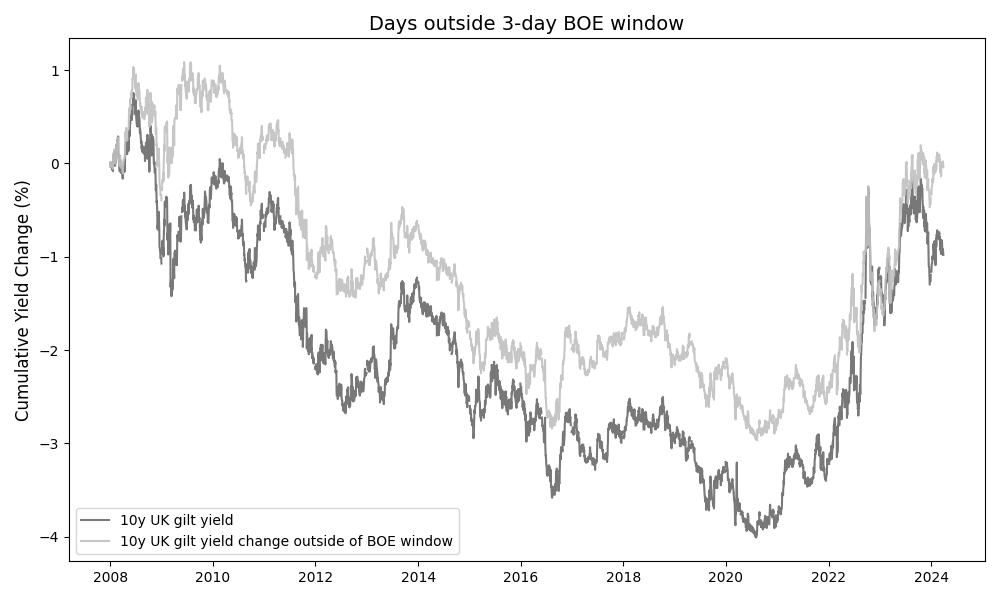 Days outside 3-day BOE window
Cumulative Yield Change (%)
1
0
−1
−2
−3
−4
10y UK gilt yield
10y UK gilt yield change outside of BOE window
2008 2010 2012 2014 2016 2018 2020 2022 2024